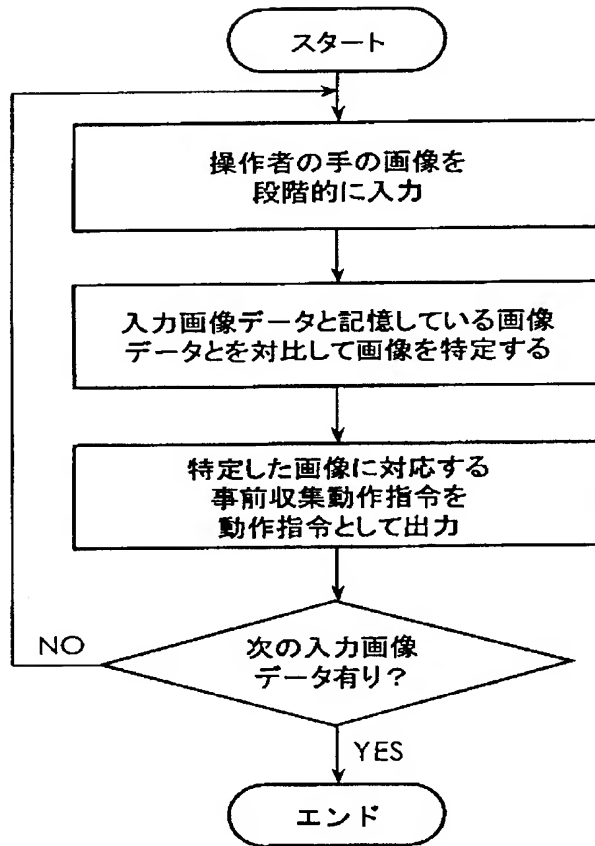 スタート
操作者の手の画像を
段階的に入力
入力画像データと記憶している画像
データとを対比して画像を特定する
特定した画像に対応する
事前収集動作指令を
動作指令として出力
次の入力画像
データ有り？
NO
YES
エンド